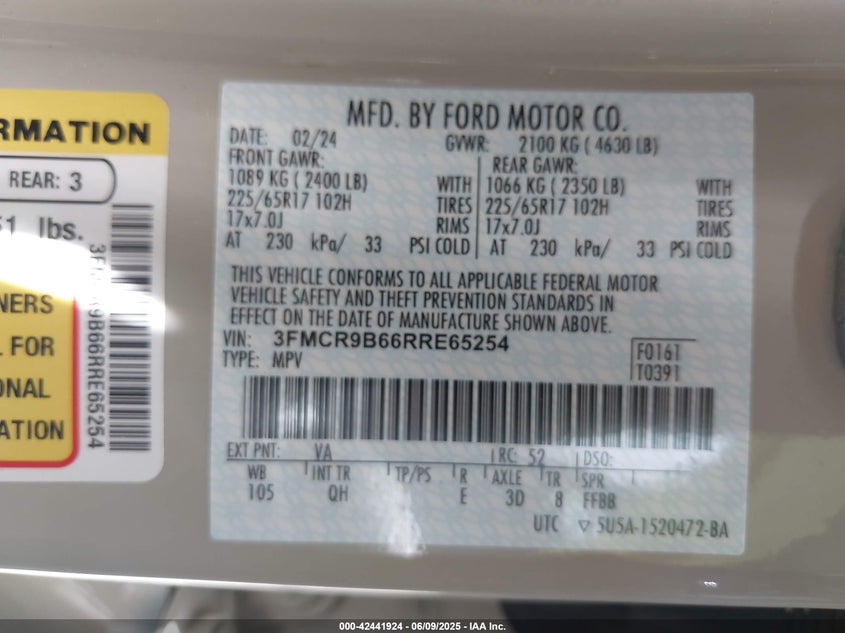 RMATION
REAR: 3
51 lbs.
NERS
L FOR
ONAL
ATION
MFD. BY FORD MOTOR CO.
DATE: 02/24 GVWR: 2100 KG ( 4630 LB)
FRONT GAWR: REAR GAWR:
1089 KG ( 2400 LB) WITH 1066 KG ( 2350 LB) WITH
225/65R17 102H TIRES 225/65R17 102H TIRES
17x7.0J RIMS 17x7.0J RIMS
AT 230 kPa/ 33 PSI COLD AT 230 kPa/ 33 PSI COLD
THIS VEHICLE CONFORMS TO ALL APPLICABLE FEDERAL MOTOR
VEHICLE SAFETY AND THEFT PREVENTION STANDARDS IN
EFFECT ON THE DATE OF MANUFACTURE SHOWN ABOVE.
VIN: 3FMCR9B66RRE65254
TYPE: MPV
F0161
T0391
EXT PNT: VA RC: 52 DSO:
WB INT TR TP/PS R AXLE TR SPR
105 QH E 3D 8 FFBB
UTC ▽ 5U5A-1520472-BA
000-42441924 | 06/09/2025 - IAA Inc.